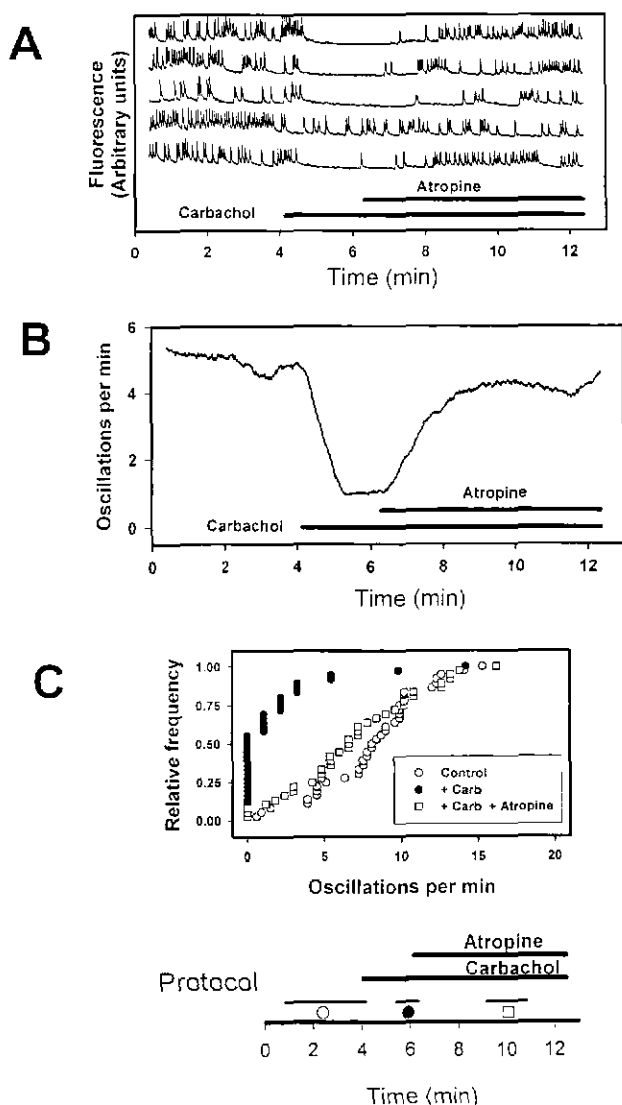 A
Fluorescence
(Arbitrary units)
Atropine
Carbachol
0 2 4 6 8 10 12
Time (min)
B
Oscillations per min
6
4
2
0
Atropine
Carbachol
0 2 4 6 8 10 12
Time (min)
C
Relative frequency
1.00
0.75
0.50
0.25
0.00
Control
+ Carb
+ Carb + Atropine
0 5 10 15 20
Oscillations per min
Atropine
Carbachol
Protocol
0 2 4 6 8 10 12
Time (min)